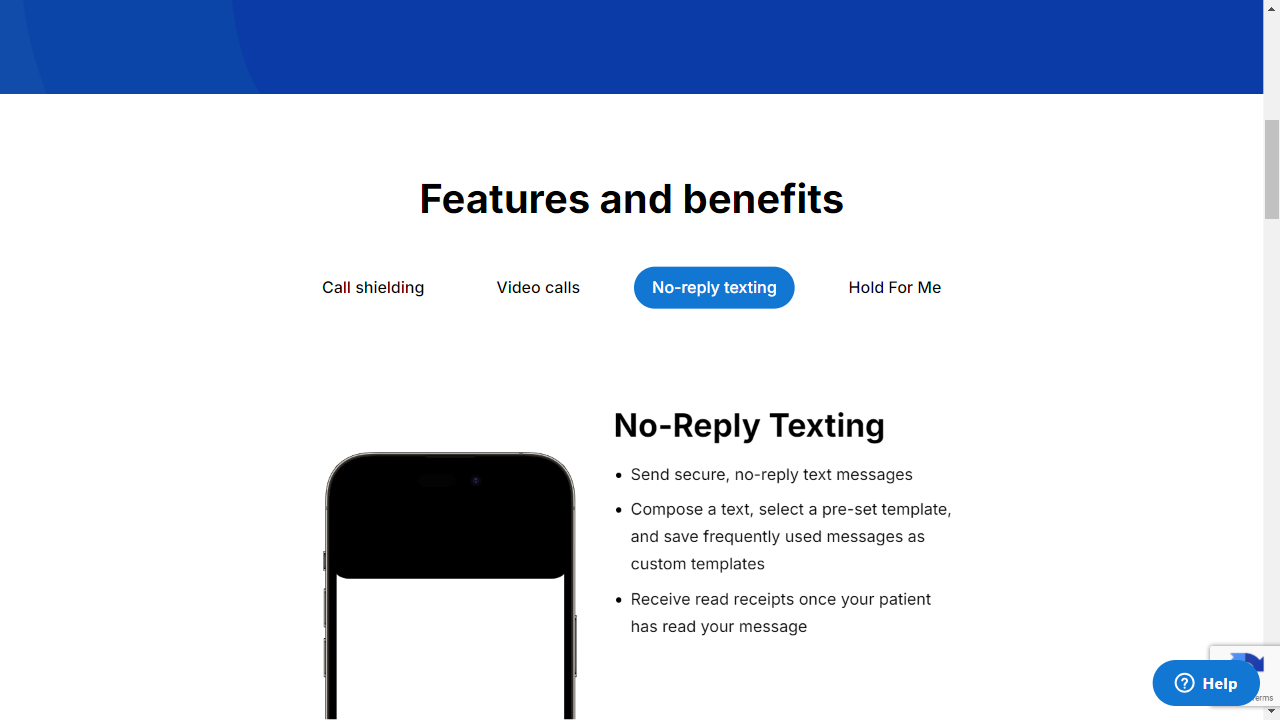 Features and benefits
Call shielding
Video calls
No-reply texting
Hold For Me
No-Reply Texting
• Send secure, no-reply text messages
• Compose a text, select a pre-set template,
and save frequently used messages as
custom templates
• Receive read receipts once your patient
has read your message
Help
Terms